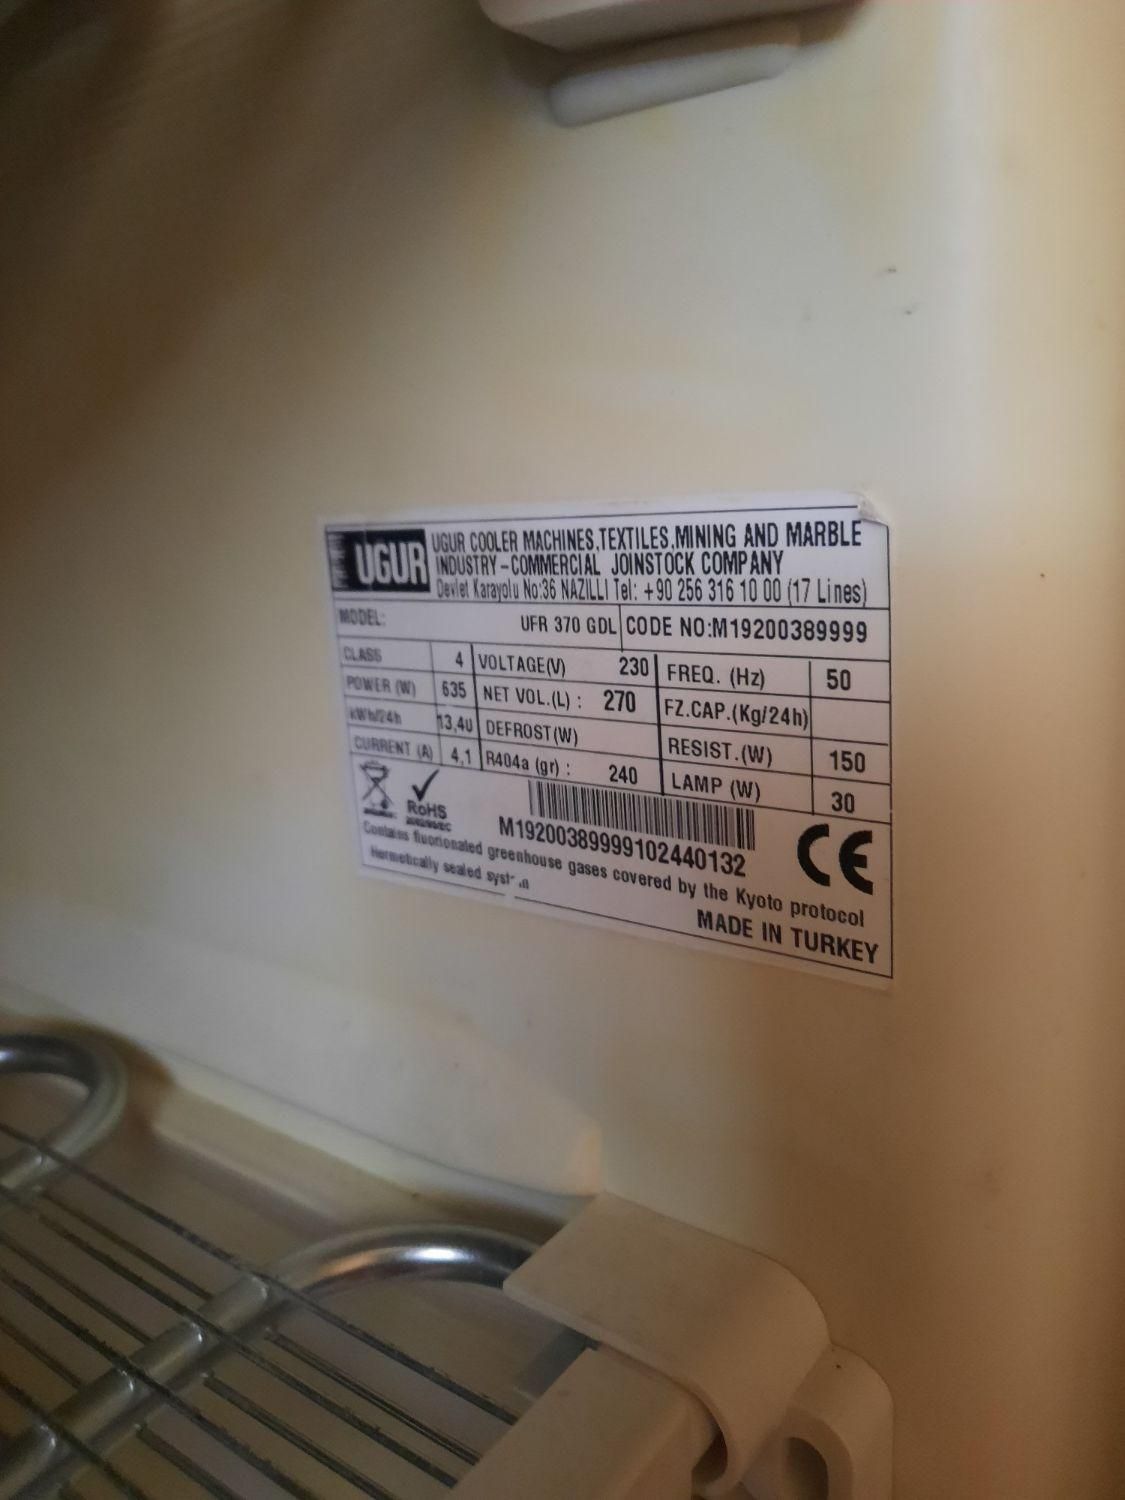 UGUR
UGUR COOLER MACHINES,TEXTILES,MINING AND MARBLE
INDUSTRY-COMMERCIAL JOINSTOCK COMPANY
Devlet Karayolu No:36 NAZILLI Tel: +90 256 316 10 00 (17 Lines)
MODEL: UFR 370 GDL CODE NO:M19200389999
CLASS 4 VOLTAGE(V) 230 FREQ. (Hz) 50
POWER (W) 635 NET VOL.(L) : 270 FZ.CAP.(Kg/24h)
kWh/24h 13,40 DEFROST(W) RESIST.(W) 150
CURRENT (A) 4,1 R404a (gr) : 240 LAMP (W) 30
RoHS
M19200389999102440132
CE
Contains fluorionated greenhouse gases covered by the Kyoto protocol
Hermetically sealed
MADE IN TURKEY